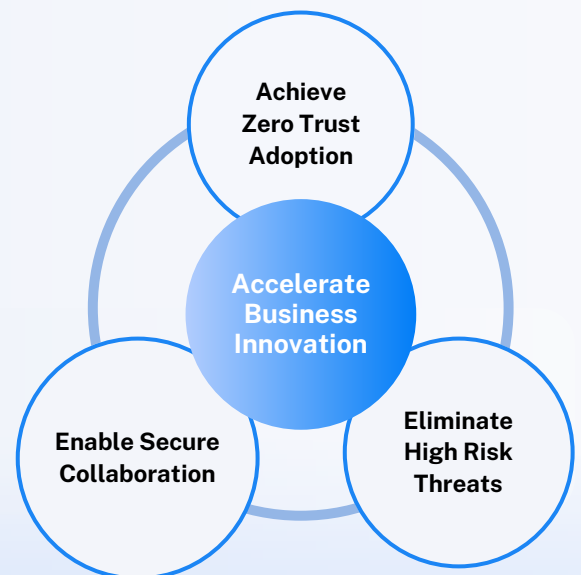 Achieve
Zero Trust
Adoption
Accelerate
Business
Innovation
Enable Secure
Collaboration
Eliminate
High Risk
Threats